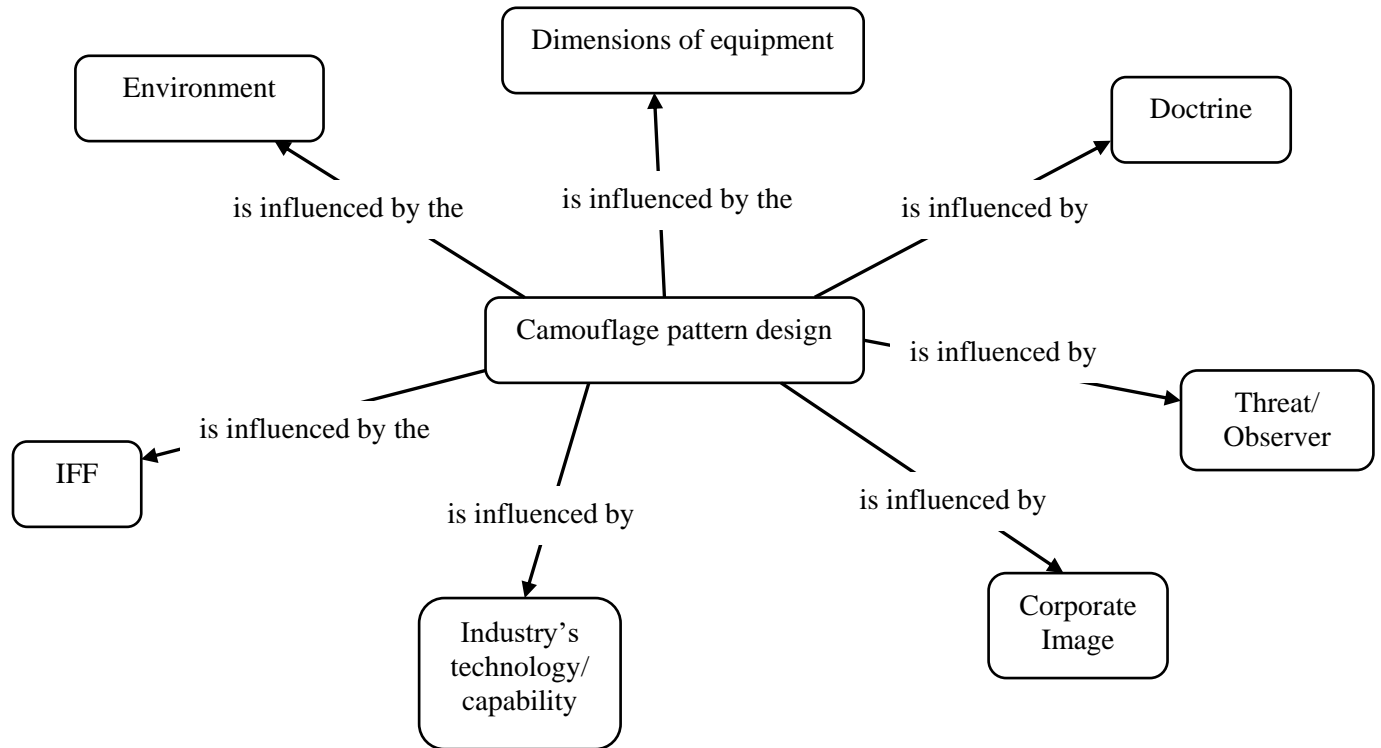 Dimensions of equipment
Environment
Doctrine
is influenced by the
is influenced by the
is influenced by
Camouflage pattern design
is influenced by
Threat/
Observer
is influenced by the
IFF
is influenced by
is influenced by
Corporate
Image
Industry’s
technology/
capability